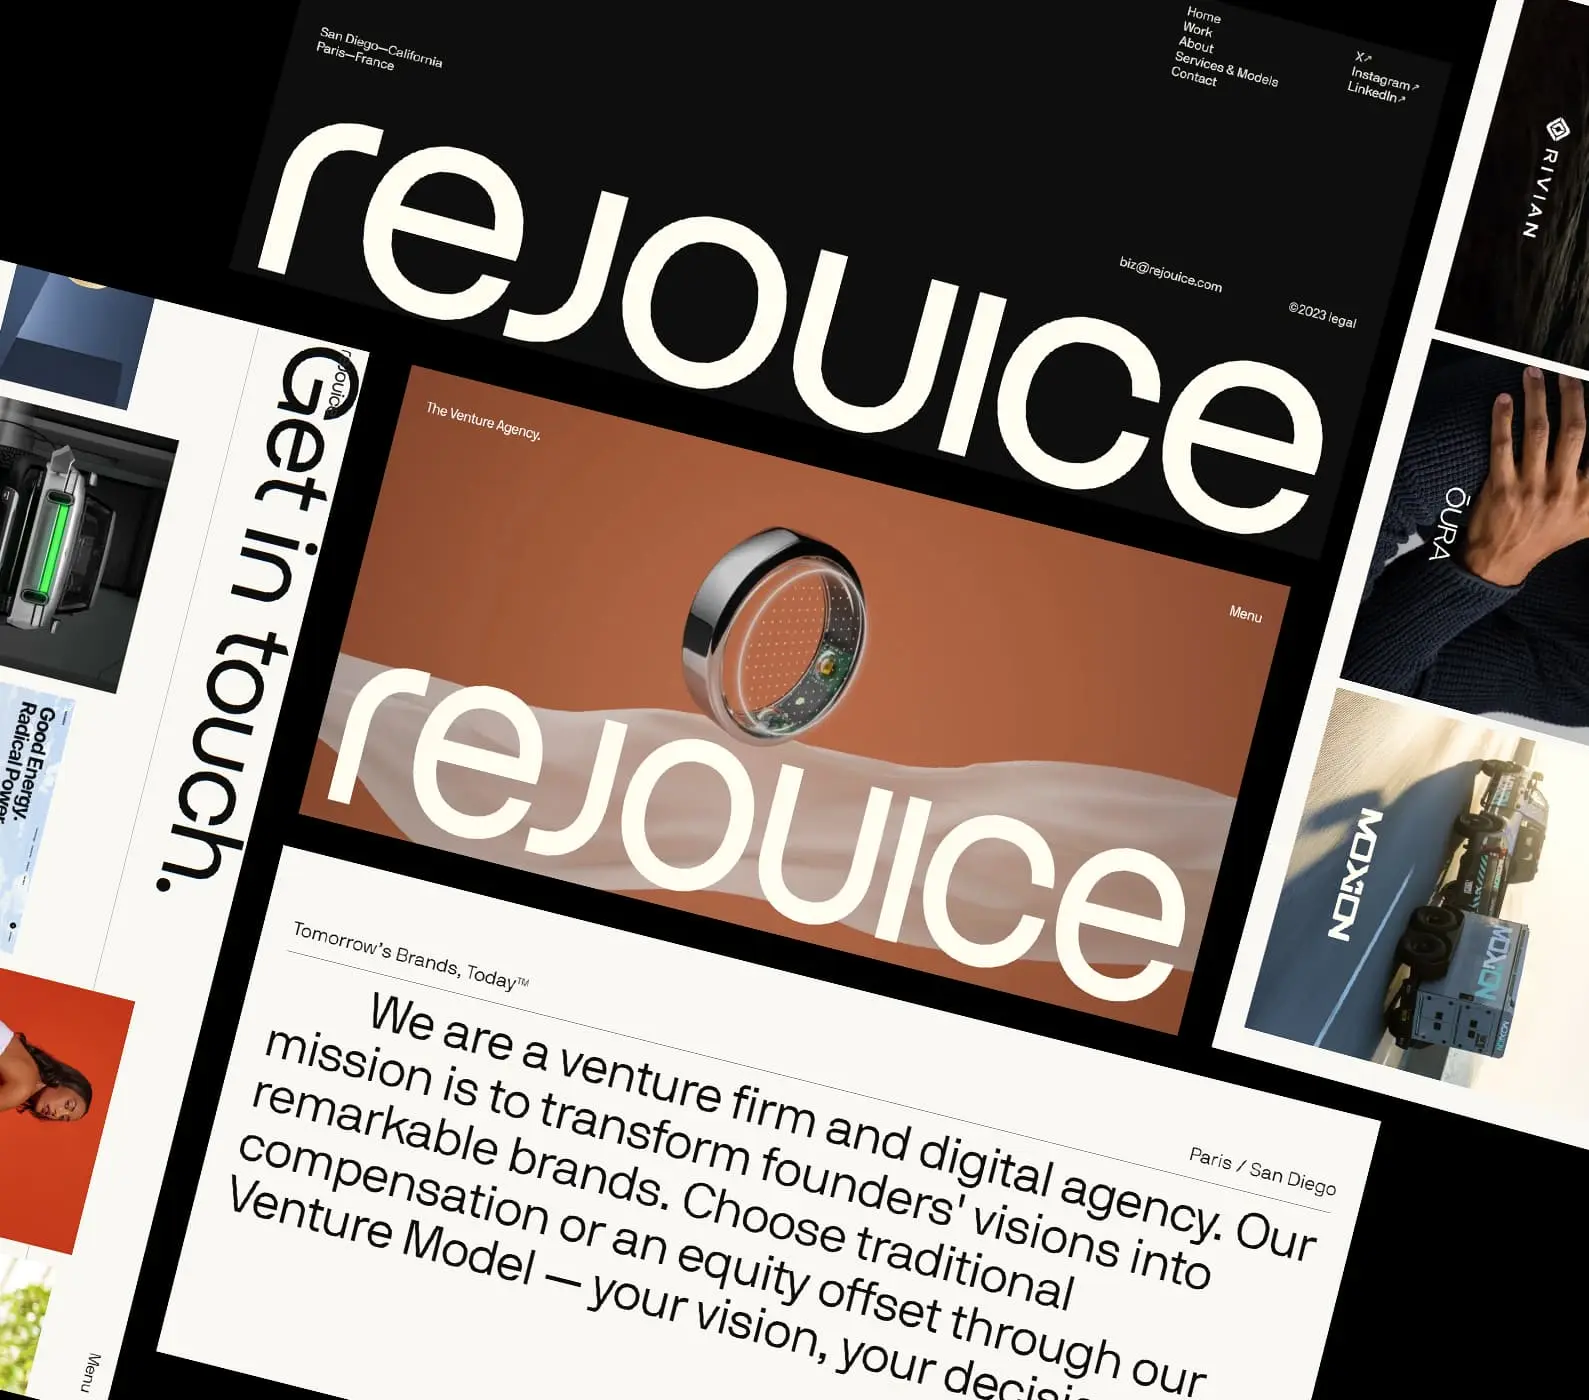 San Diego—California
Paris—France
Home
Work
About
Services & Models
Contact
X↗
Instagram↗
LinkedIn↗
rejouice
biz@rejouice.com
©2023 legal
The Venture Agency.
Menu
rejouice
Tomorrow's Brands, Today™
Paris / San Diego
We are a venture firm and digital agency. Our
mission is to transform founders' visions into
remarkable brands. Choose traditional
compensation or an equity offset through our
Venture Model — your vision, your
rejouice
Get in touch.
Good Energy.
Radical Power.
Menu
RIVIAN
ŌURA
MOXION
MOXION